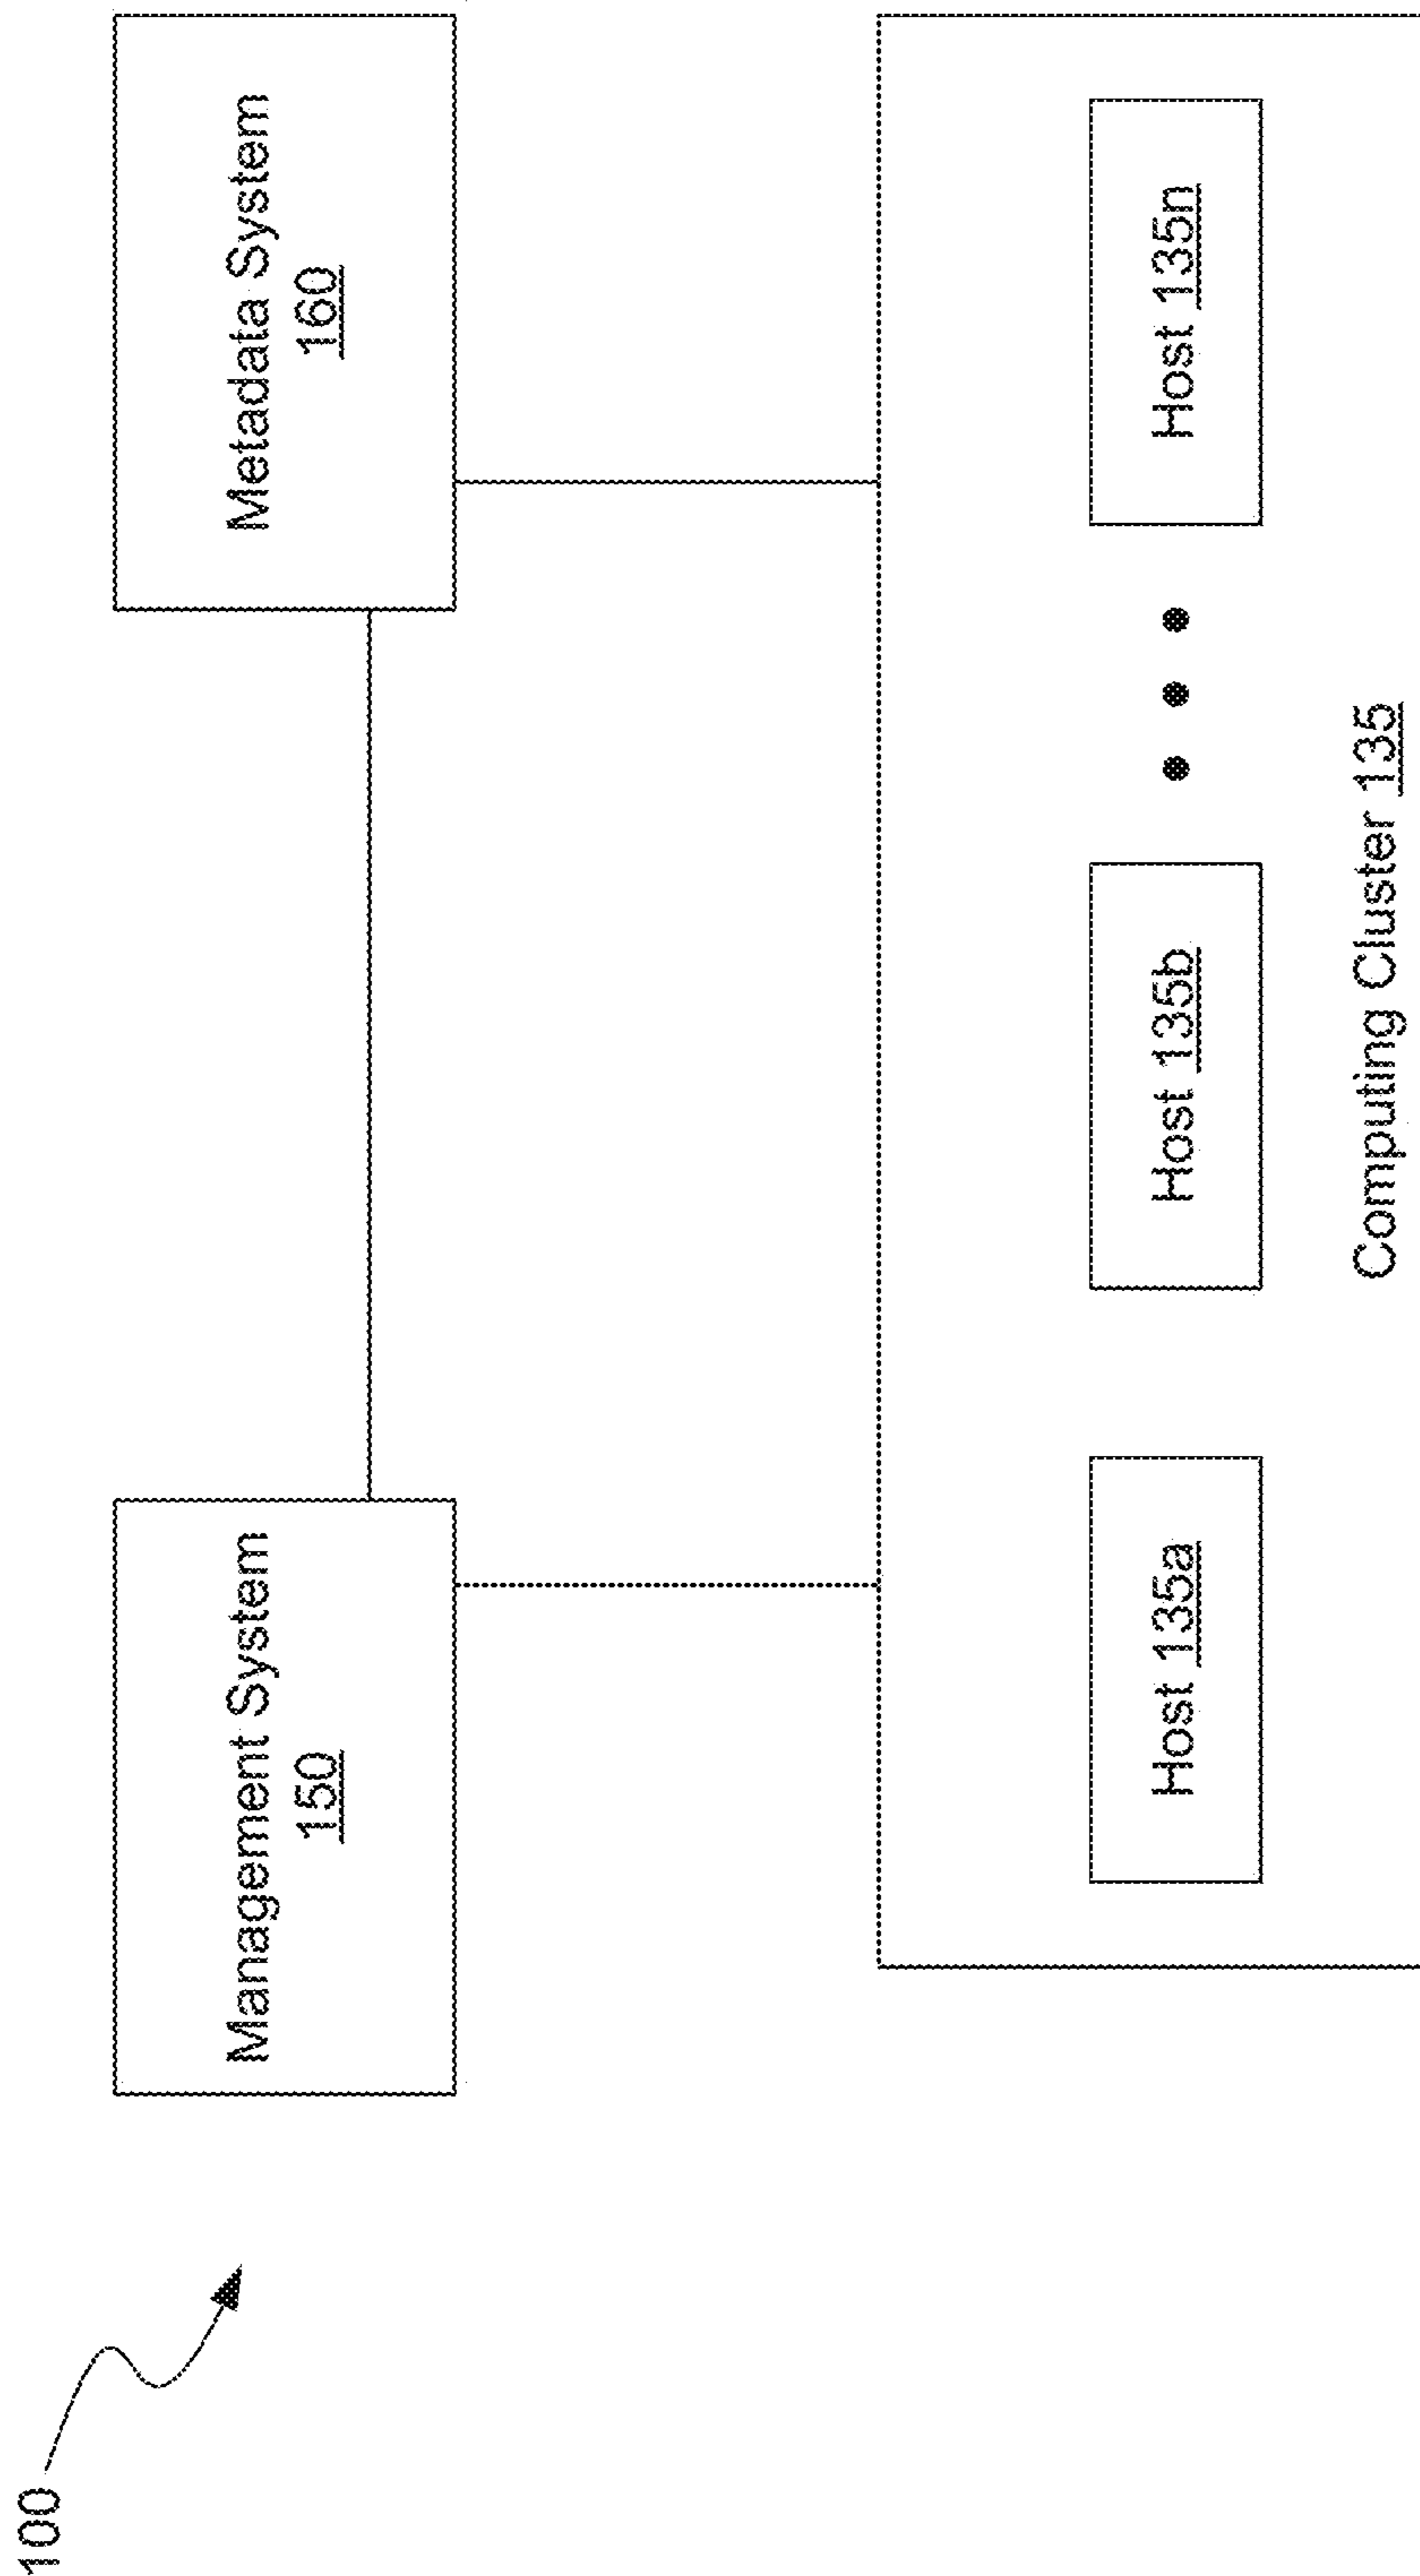 100
Management System
150
Metadata System
160
Host 135a
Host 135b
Host 135n
Computing Cluster 135